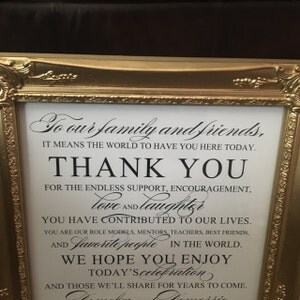 To our family and friends,
IT MEANS THE WORLD TO HAVE YOU HERE TODAY.
THANK YOU
FOR THE ENDLESS SUPPORT, ENCOURAGEMENT,
love AND laughter
YOU HAVE CONTRIBUTED TO OUR LIVES.
YOU ARE OUR ROLE MODELS, MENTORS, TEACHERS, BEST FRIENDS,
AND favorite people IN THE WORLD.
WE HOPE YOU ENJOY
TODAY'S celebration
AND THOSE WE'LL SHARE FOR YEARS TO COME.